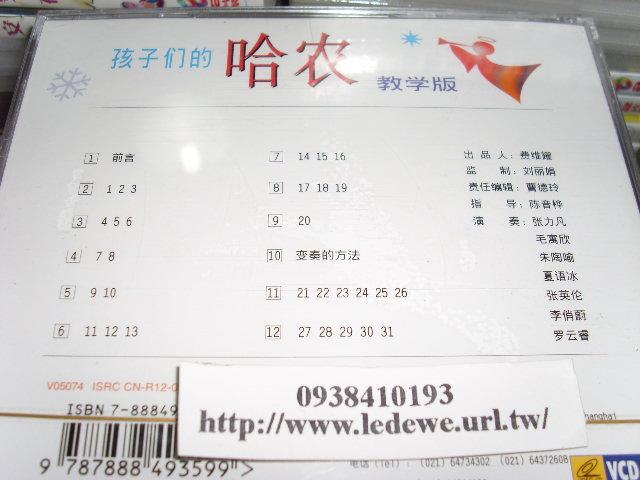 孩子们的 哈农 教学版
1 前言
2 1 2 3
3 4 5 6
4 7 8
5 9 10
6 11 12 13
7 14 15 16
8 17 18 19
9 20
10 变奏的方法
11 21 22 23 24 25 26
12 27 28 29 30 31
出品人：费维耀
监制：刘丽娟
责任编辑：曹德玲
指导：陈音桦
演奏：张力凡
毛寓欣
朱陶喻
夏语冰
张英伦
李俏蔚
罗云睿
V05074 ISRC CN-R12-0
ISBN 7-88849
0938410193
http://www.ledewe.url.tw/
9 787888 493599 >
电话（Tel）：（021）64734302 （021）64372608
VCD